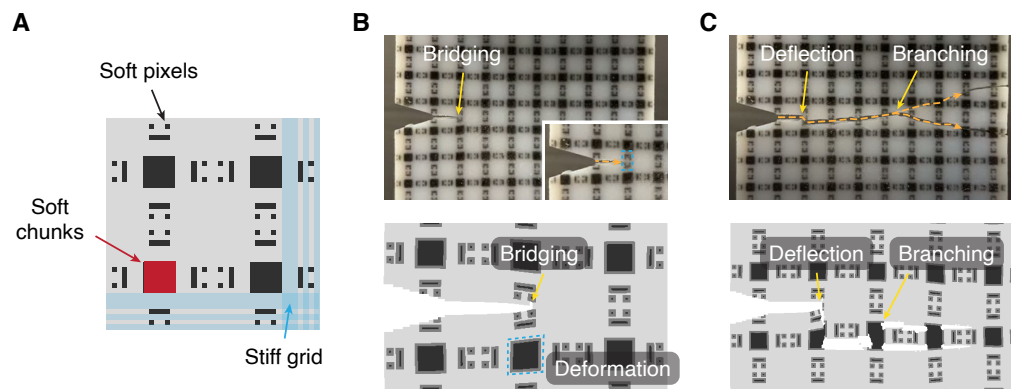 A
Soft pixels
Soft
chunks
Stiff grid
B
Bridging
Bridging
Deformation
C
Deflection
Branching
Deflection
Branching